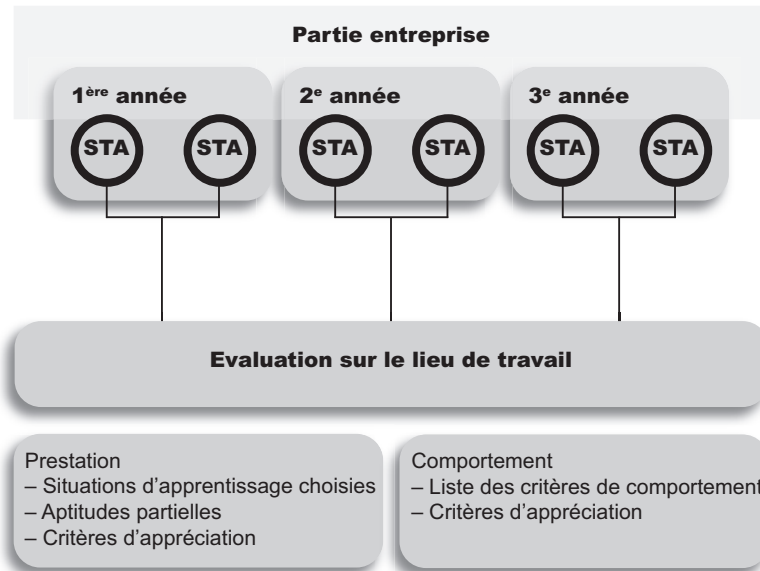 Partie entreprise
1ère année 2e année 3e année
STA STA STA STA STA STA
Evaluation sur le lieu de travail
Prestation
– Situations d’apprentissage choisies
– Aptitudes partielles
– Critères d’appréciation
Comportement
– Liste des critères de comportement
– Critères d’appréciation